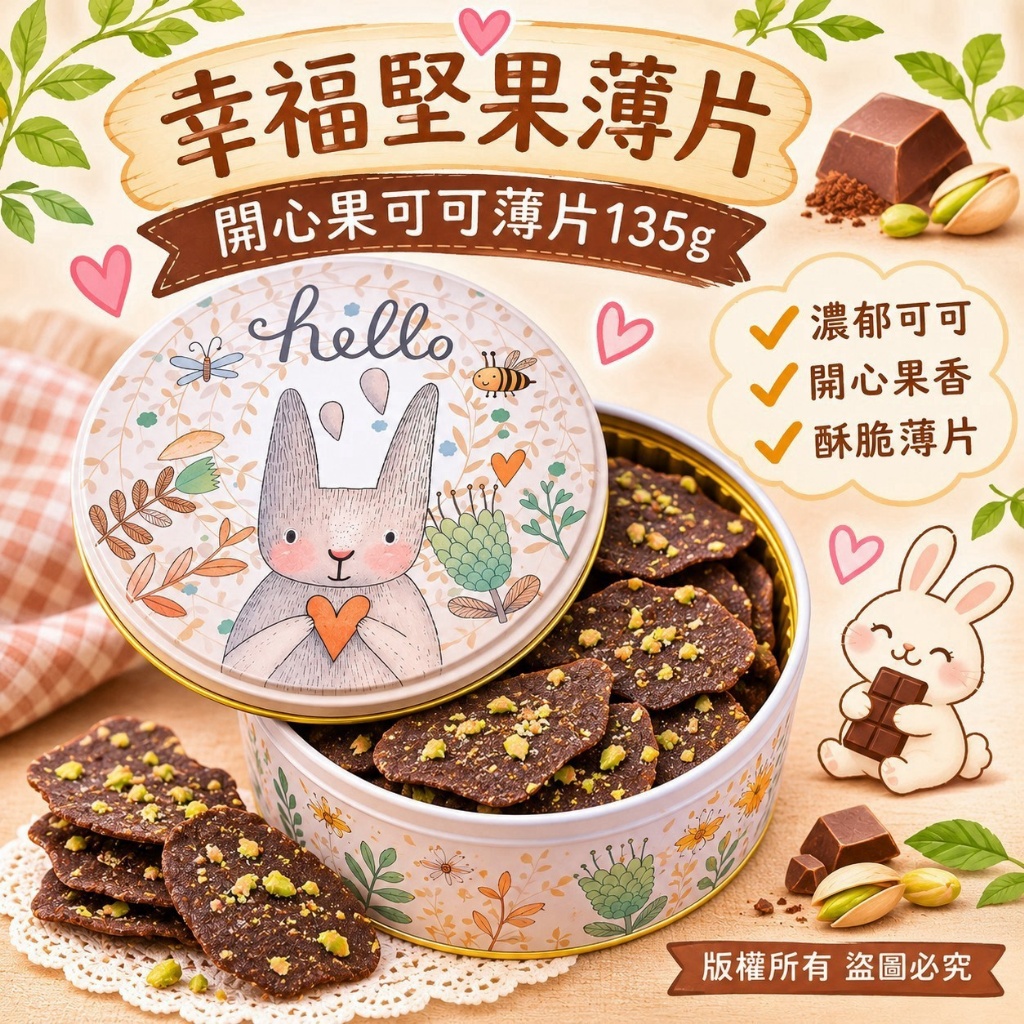 幸福堅果薄片
開心果可可薄片135g
hello
濃郁可可
開心果香
酥脆薄片
版權所有 盜圖必究